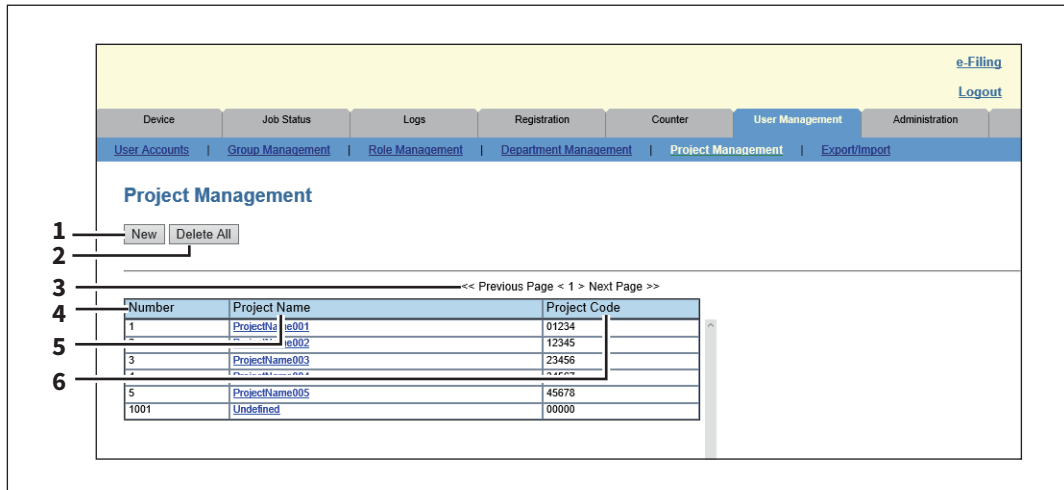 e-Filing
Logout
Device Job Status Logs Registration Counter User Management Administration
User Accounts | Group Management | Role Management | Department Management | Project Management | Export/Import
Project Management
1 New Delete All
2
3 << Previous Page < 1 > Next Page >>
4 Number Project Name Project Code
1 ProjectName001 01234
5 12345
3 ProjectName003 23456
6
5 ProjectName005 45678
1001 Undefined 00000